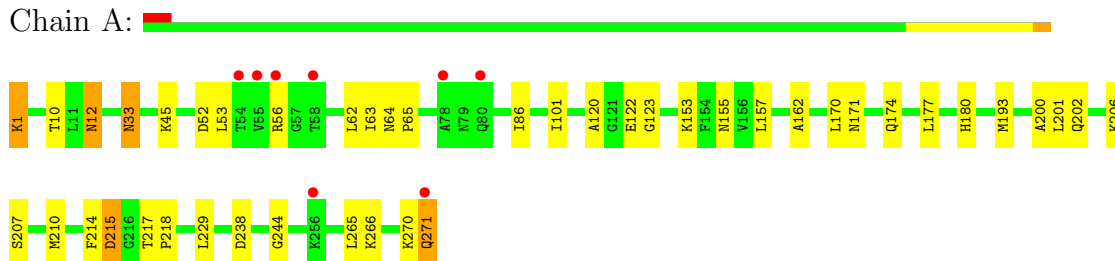 Chain A:
K1 T10 L11 N12 N33 K45 D52 L53 T54 V55 R56 G57 T58 L62 I63 N64 P65 A78 N79 Q80 I86 I101 A120 G121 E122 G123 K153 F154 N155 V156 L157 A162 L170 N171 Q174 L177 H180 M193 A200 L201 Q202
S207 M210 F214 D215 G216 T217 P218 L229 D238 G244 K256 L265 K266 K270 Q271